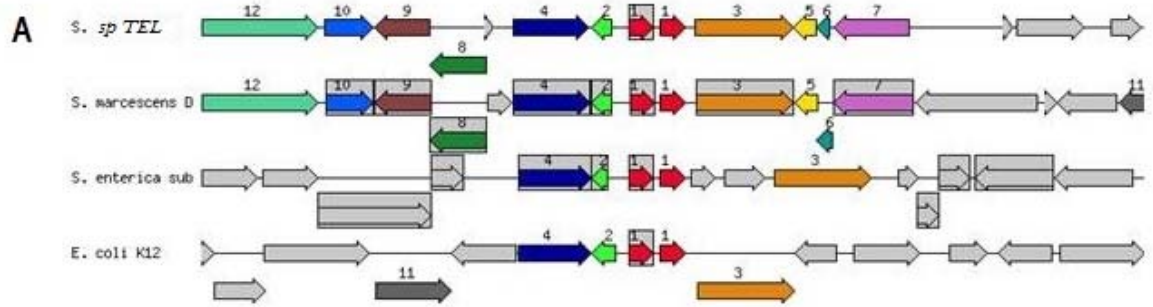 A
12 10 9 4 2 1 1 3 5 6 7
S. sp TEL
8
12 10 9 4 2 1 1 3 5 7 11
S. marcescens D
8 6
4 2 1 1 3
S. enterica sub
4 2 1 1
E. coli K12
11 3